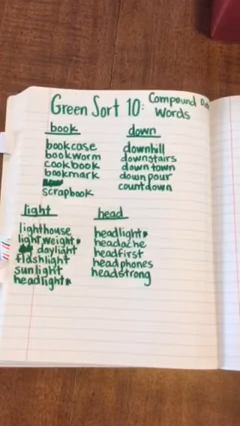 Green Sort 10: Compound
Words
book
bookcase
bookworm
cookbook
bookmark
scrapbook
down
downhill
downstairs
downtown
downpour
countdown
light
lighthouse
lightweight*
daylight
flashlight
sunlight
headlight*
head
headlight*
headache
headfirst
headphones
headstrong